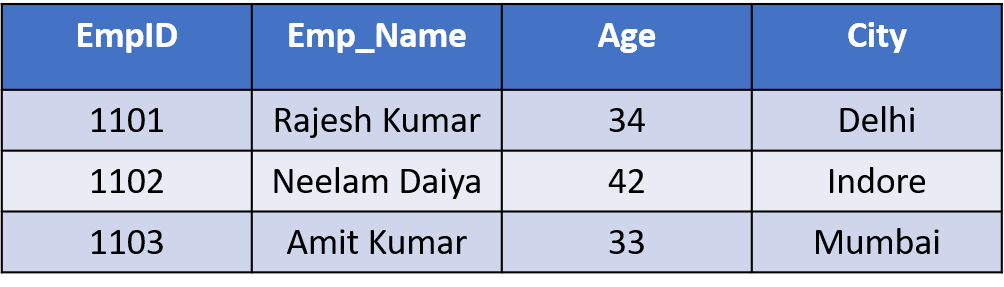 EmpID Emp_Name Age City
1101 Rajesh Kumar 34 Delhi
1102 Neelam Daiya 42 Indore
1103 Amit Kumar 33 Mumbai